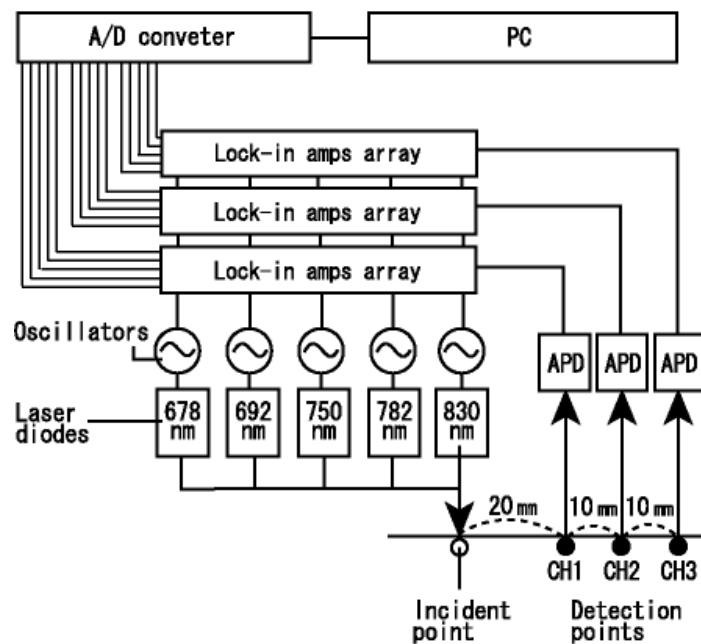 A/D conveter
PC
Lock-in amps array
Lock-in amps array
Lock-in amps array
Oscillators
Laser
diodes
678
nm
692
nm
750
nm
782
nm
830
nm
APD
APD
APD
20 mm
10 mm
10 mm
CH1
CH2
CH3
Incident
point
Detection
points